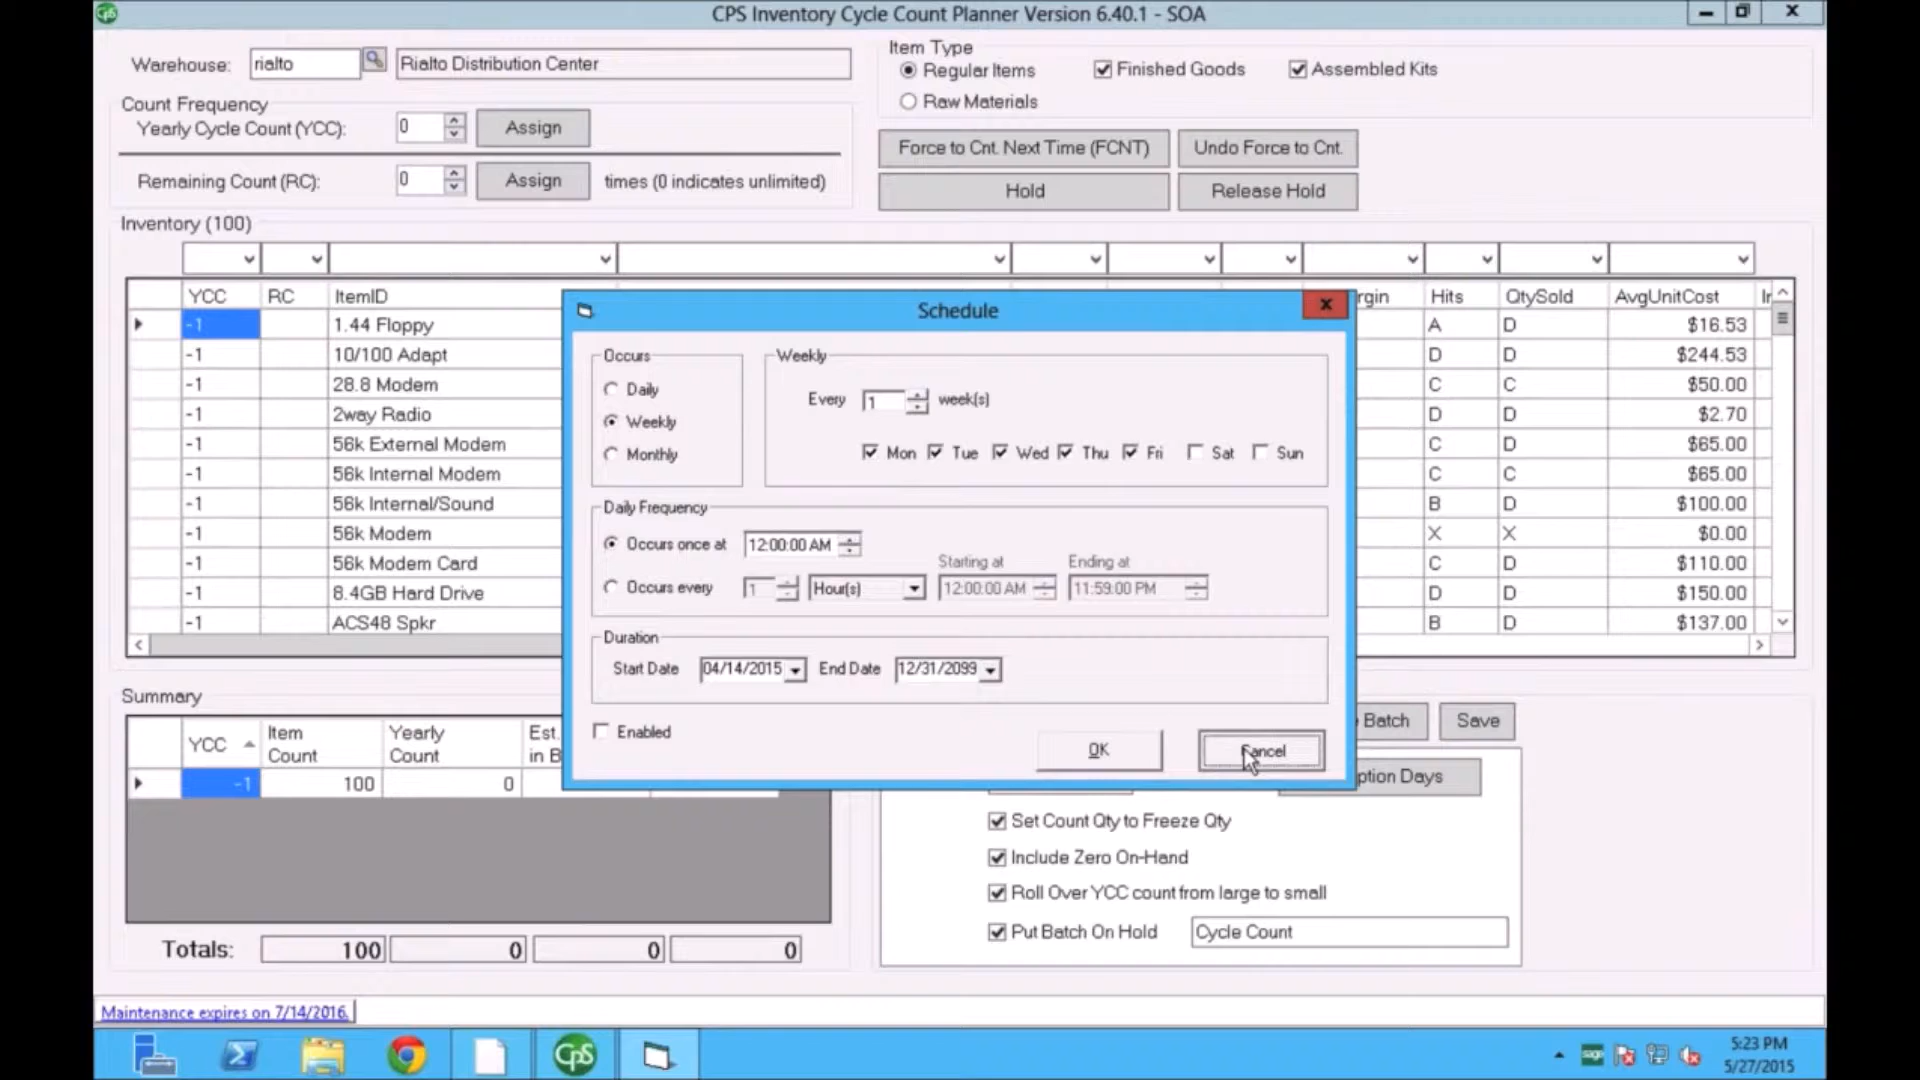 CPS
CPS Inventory Cycle Count Planner Version 6.40.1 - SOA
Warehouse: rialto Rialto Distribution Center
Item Type
Regular Items Finished Goods Assembled Kits
Raw Materials
Count Frequency
Yearly Cycle Count (YCC): 0 Assign
Remaining Count (RC): 0 Assign times (0 indicates unlimited)
Force to Cnt. Next Time (FCNT) Undo Force to Cnt.
Hold Release Hold
Inventory (100)
YCC RC ItemID rgin Hits QtySold AvgUnitCost Ir
-1 1.44 Floppy A D $16.53
-1 10/100 Adapt D D $244.53
-1 28.8 Modem C C $50.00
-1 2way Radio D D $2.70
-1 56k External Modem C D $65.00
-1 56k Internal Modem C C $65.00
-1 56k Internal/Sound B D $100.00
-1 56k Modem X X $0.00
-1 56k Modem Card C D $110.00
-1 8.4GB Hard Drive D D $150.00
-1 ACS48 Spkr B D $137.00
Schedule
Occurs
Daily
Weekly
Monthly
Weekly
Every 1 week(s)
Mon Tue Wed Thu Fri Sat Sun
Daily Frequency
Occurs once at 12:00:00 AM
Starting at Ending at
Occurs every 1 Hour(s) 12:00:00 AM 11:59:00 PM
Duration
Start Date 04/14/2015 End Date 12/31/2099
Enabled
OK Cancel
Summary
YCC Item Count Yearly Count Est. in B
-1 100 0
Totals: 100 0 0 0
Batch Save
ption Days
Set Count Qty to Freeze Qty
Include Zero On-Hand
Roll Over YCC count from large to small
Put Batch On Hold Cycle Count
Maintenance expires on 7/14/2016.
CPS
sage
5:23 PM
5/27/2015